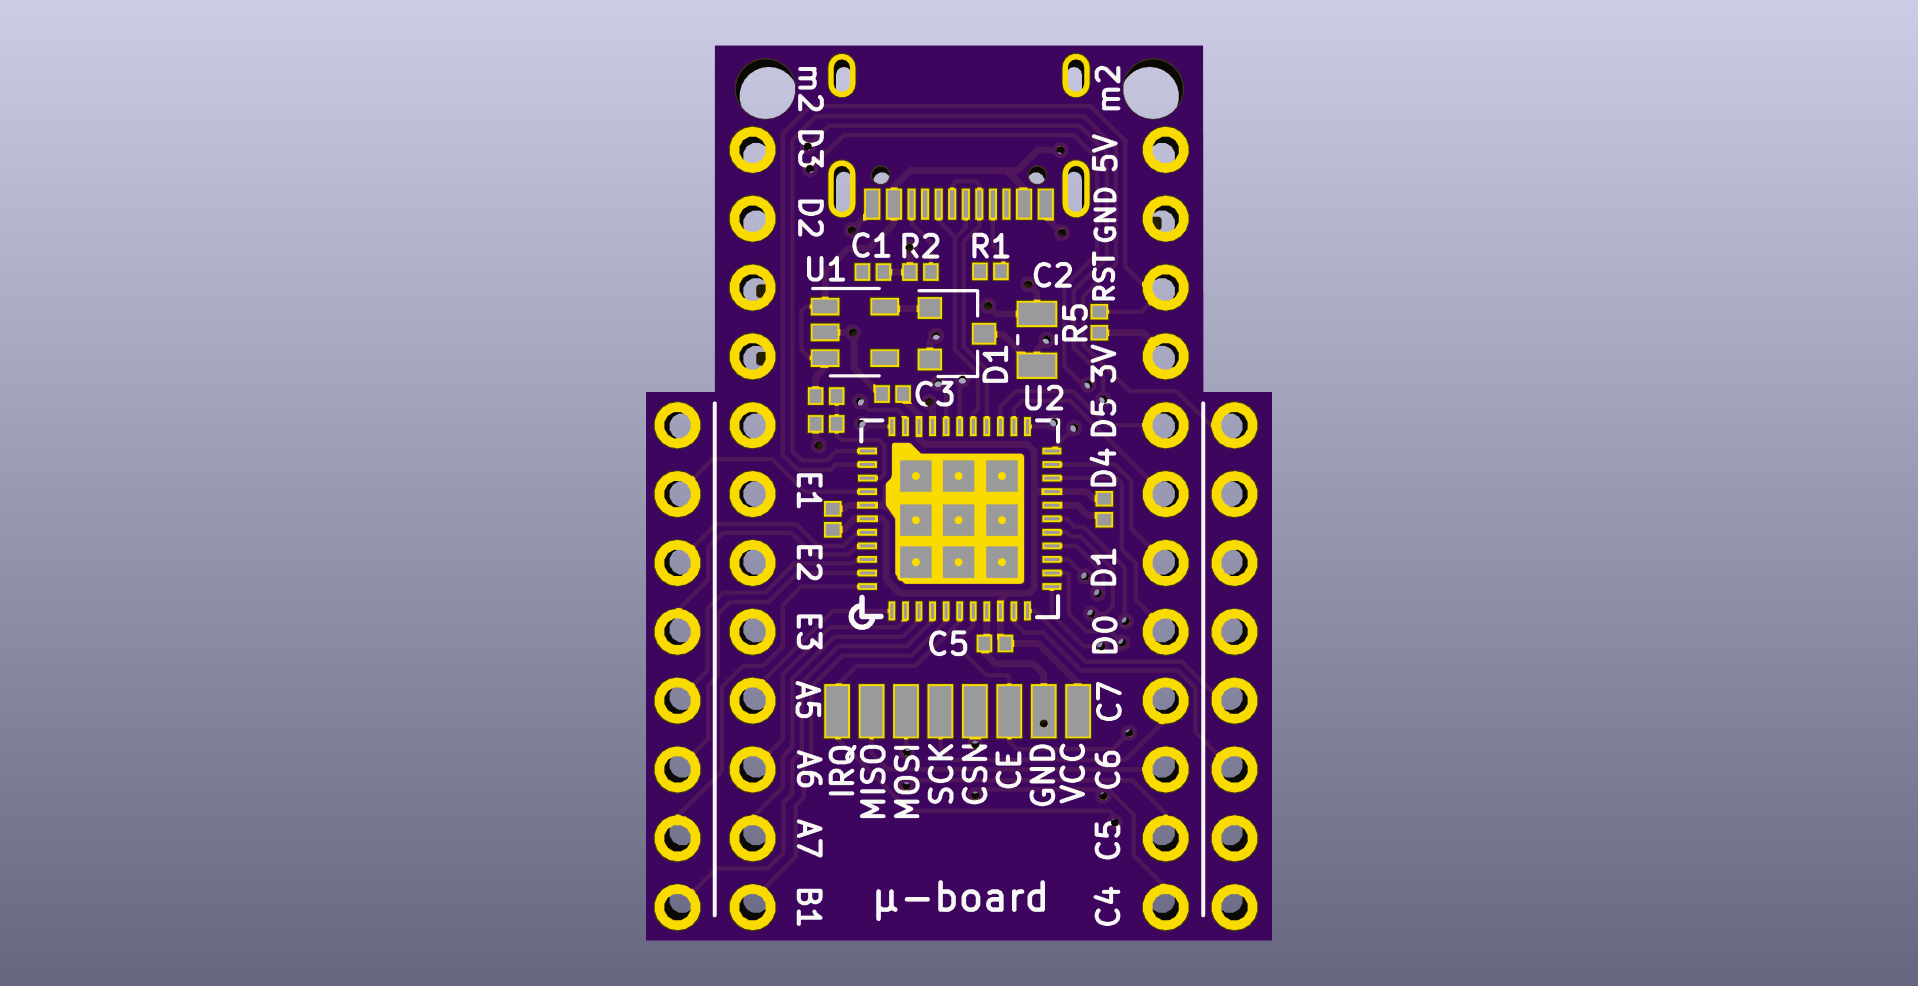 m2
m2
D3
5V
D2
GND
C1 R2 R1
U1
C2
RST
R5
D1
3V
C3
U2
D5
D4
E1
E2
D1
E3
D0
C5
A5
C7
IRQ
MISO
MOSI
SCK
CSN
CE
GND
VCC
A6
C6
A7
C5
B1
µ-board
C4